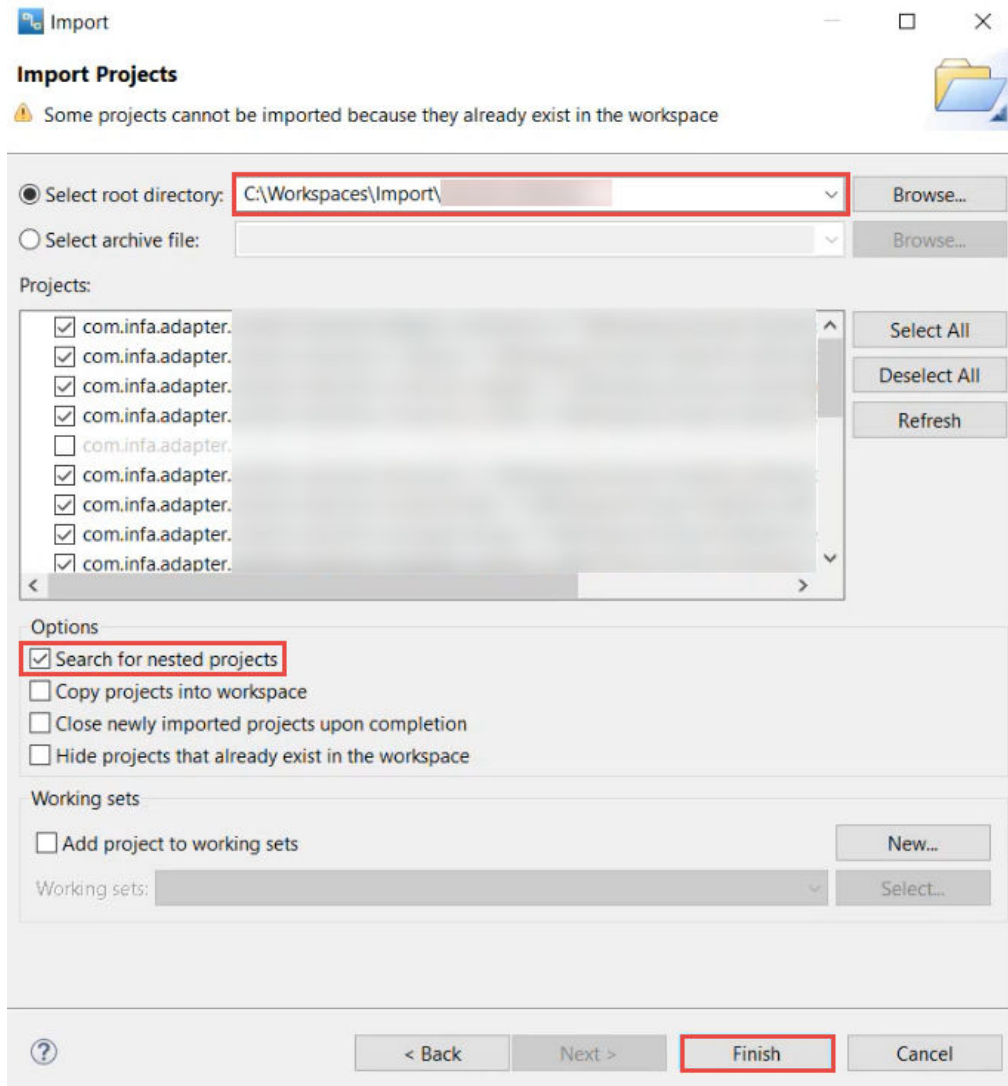 Import
Import Projects
Some projects cannot be imported because they already exist in the workspace
Select root directory: C:\Workspaces\Import\ Browse...
Select archive file: Browse...
Projects:
com.infa.adapter.
com.infa.adapter.
com.infa.adapter.
com.infa.adapter.
com.infa.adapter.
com.infa.adapter.
com.infa.adapter.
com.infa.adapter.
com.infa.adapter.
Select All
Deselect All
Refresh
Options
Search for nested projects
Copy projects into workspace
Close newly imported projects upon completion
Hide projects that already exist in the workspace
Working sets
Add project to working sets New...
Working sets: Select...
? < Back Next > Finish Cancel